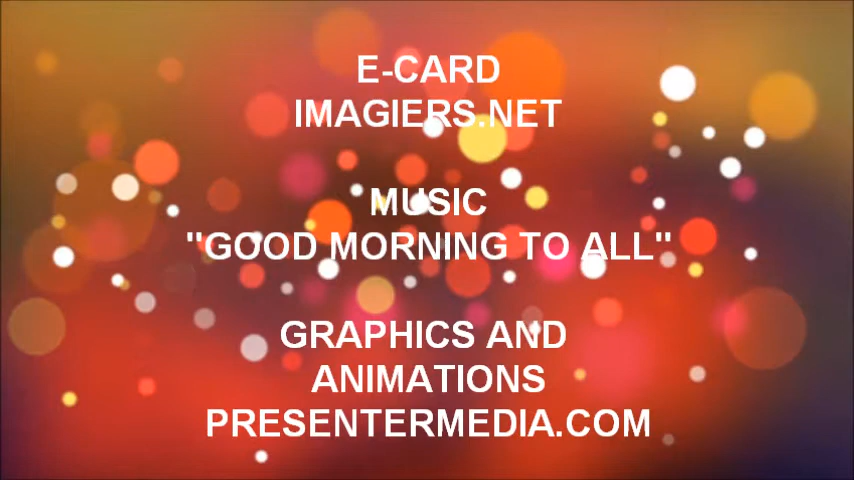 E-CARD
IMAGIERS.NET
MUSIC
"GOOD MORNING TO ALL"
GRAPHICS AND
ANIMATIONS
PRESENTERMEDIA.COM